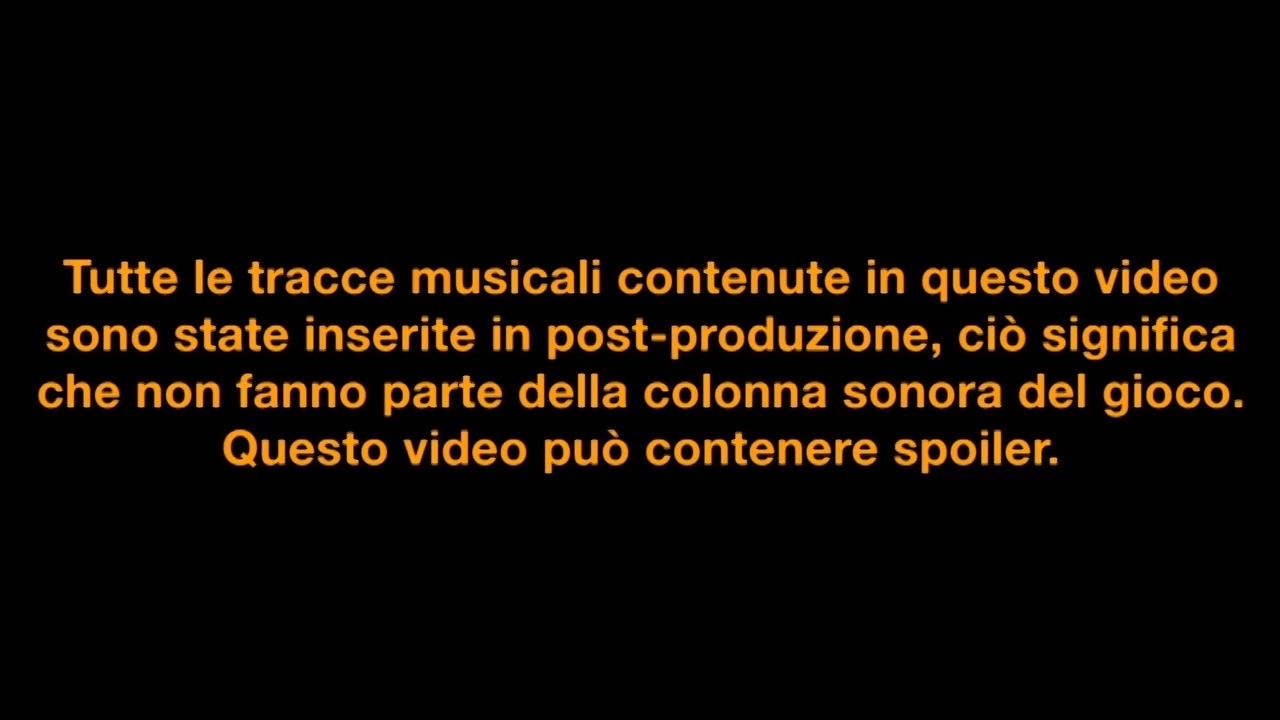 Tutte le tracce musicali contenute in questo video
sono state inserite in post-produzione, ciò significa
che non fanno parte della colonna sonora del gioco.
Questo video può contenere spoiler.